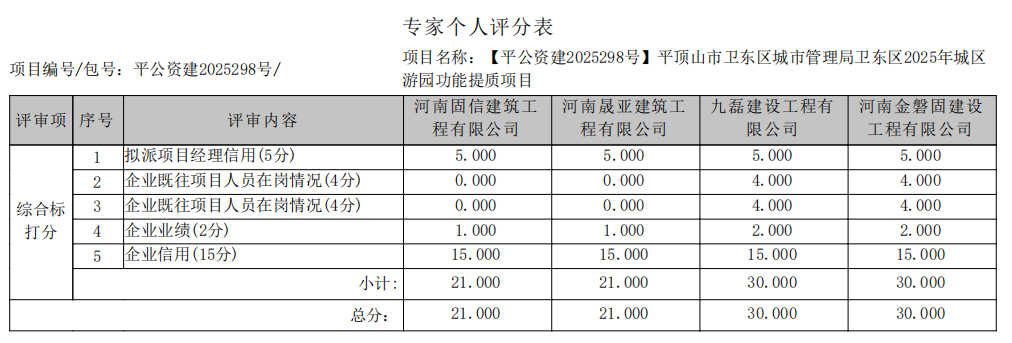 专家个人评分表
项目编号/包号：平公资建2025298号/
项目名称：【平公资建2025298号】平顶山市卫东区城市管理局卫东区2025年城区
游园功能提质项目
评审项 序号 评审内容 河南固信建筑工程有限公司 河南晟亚建筑工程有限公司 九磊建设工程有限公司 河南金磐固建设工程有限公司
综合标打分
1 拟派项目经理信用(5分) 5.000 5.000 5.000 5.000
2 企业既往项目人员在岗情况(4分) 0.000 0.000 4.000 4.000
3 企业既往项目人员在岗情况(4分) 0.000 0.000 4.000 4.000
4 企业业绩(2分) 1.000 1.000 2.000 2.000
5 企业信用(15分) 15.000 15.000 15.000 15.000
小计: 21.000 21.000 30.000 30.000
总分: 21.000 21.000 30.000 30.000